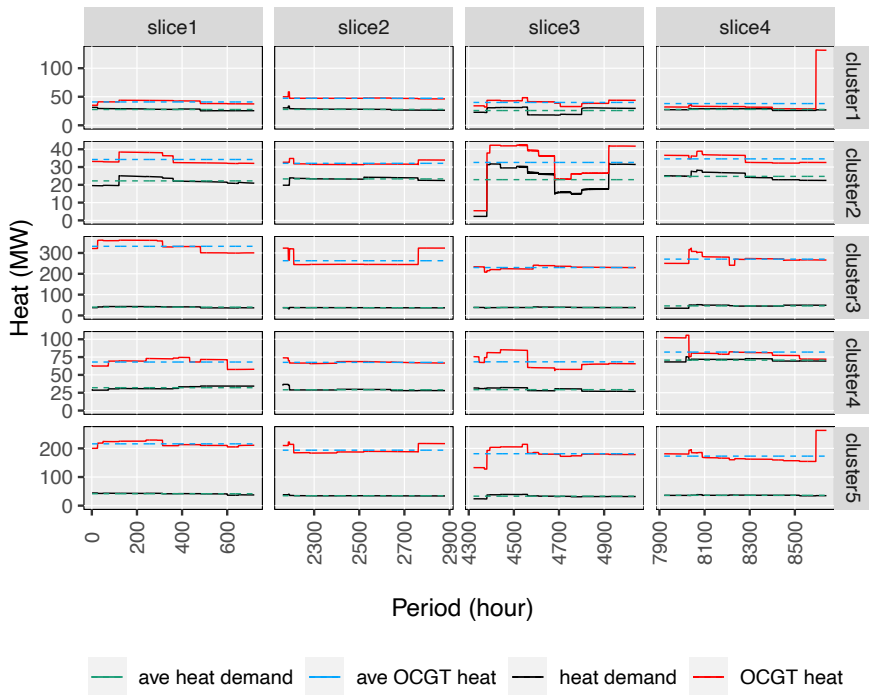 slice1 slice2 slice3 slice4
Heat (MW)
100
50
0
cluster1
40
30
20
10
0
cluster2
300
200
100
0
cluster3
100
75
50
25
0
cluster4
200
100
0
cluster5
0 200 400 600 2300 2500 2700 2900 4300 4500 4700 4900 7900 8100 8300 8500
Period (hour)
ave heat demand ave OCGT heat heat demand OCGT heat